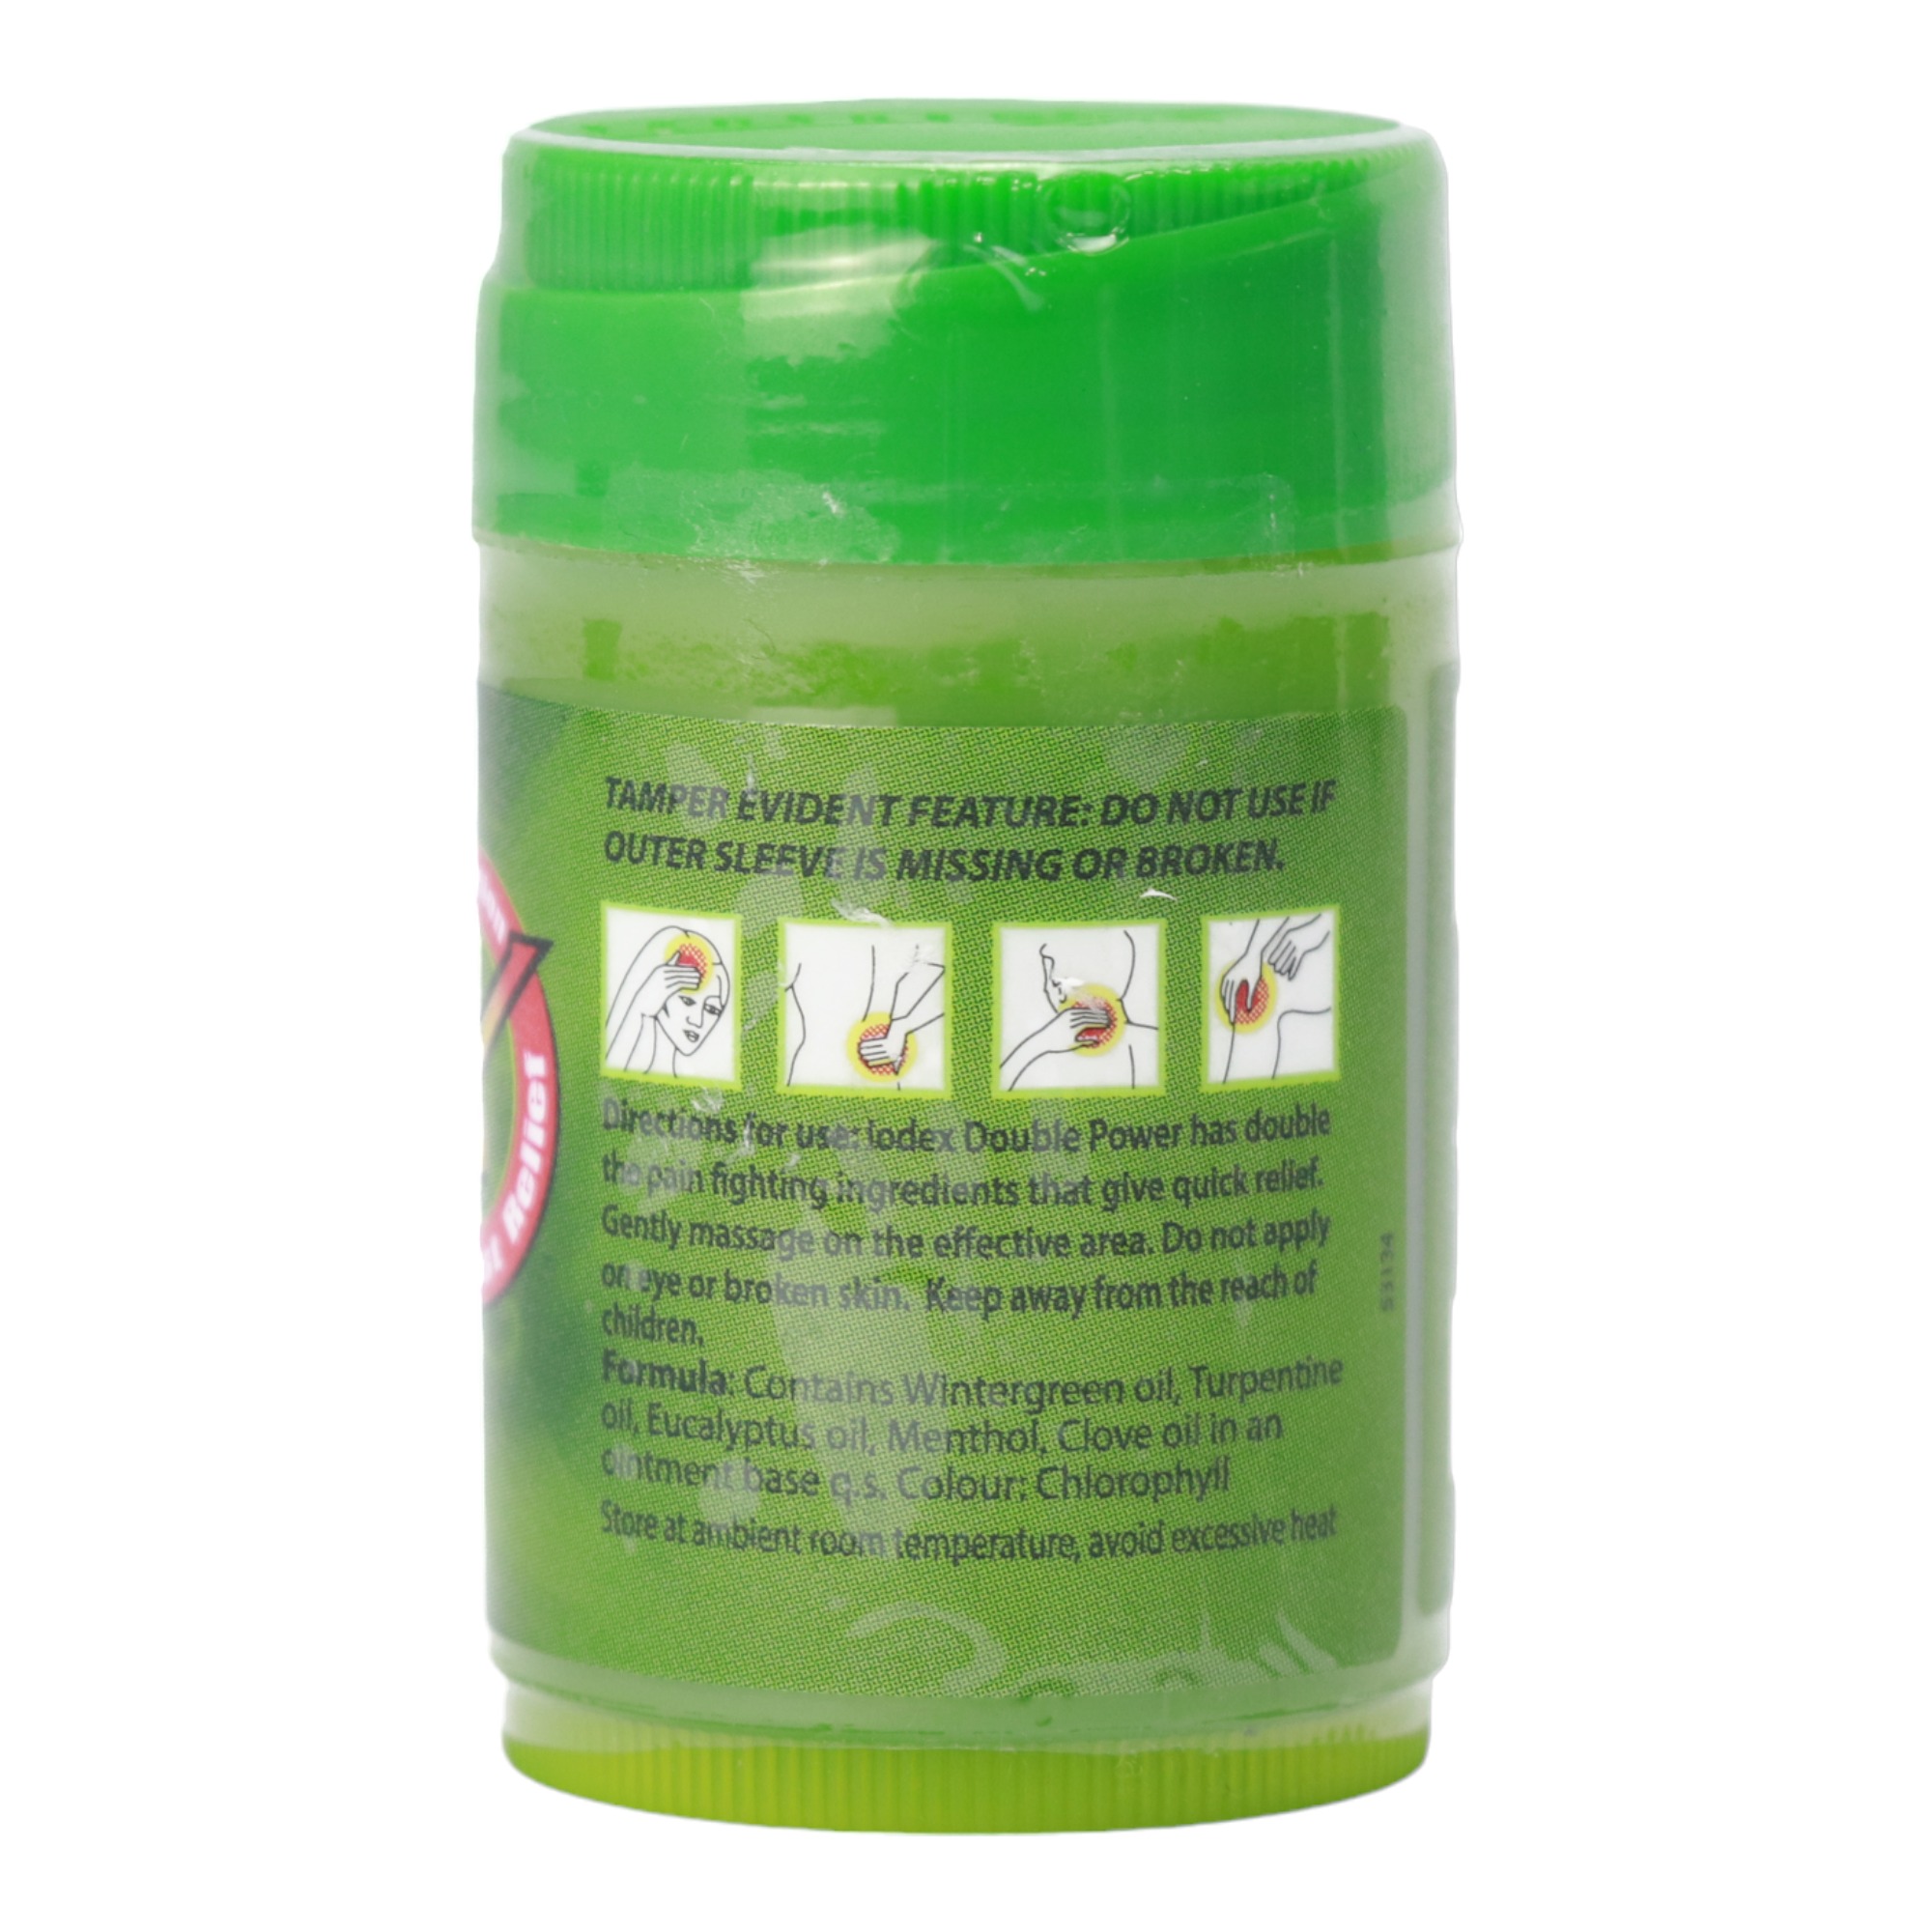 TAMPER EVIDENT FEATURE: DO NOT USE IF
OUTER SLEEVE IS MISSING OR BROKEN.
Directions for use: Iodex Double Power has double
the pain fighting ingredients that give quick relief.
Gently massage on the effective area. Do not apply
on eye or broken skin. Keep away from the reach of
children.
Formula: Contains Wintergreen oil, Turpentine
oil, Eucalyptus oil, Menthol, Clove oil in an
ointment base q.s. Colour: Chlorophyll
Store at ambient room temperature, avoid excessive heat
Relief